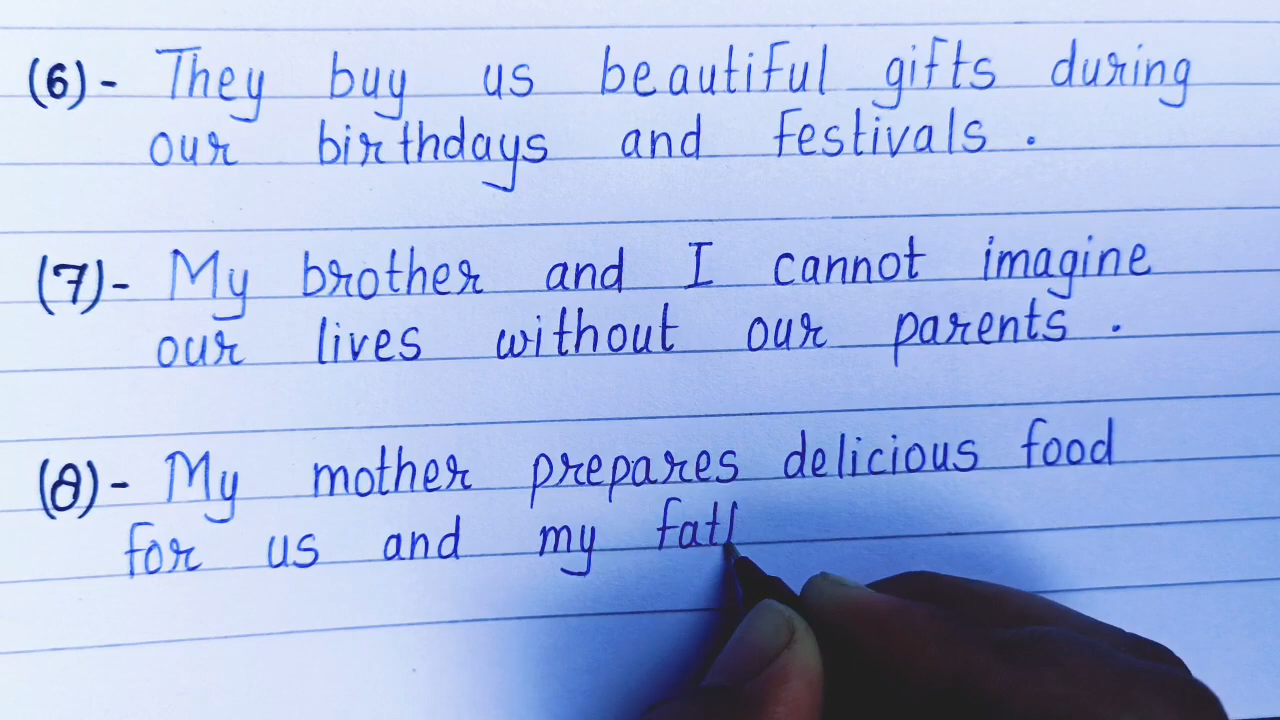 (6)- They buy us beautiful gifts during
our birthdays and festivals .
(7)- My brother and I cannot imagine
our lives without our parents .
(8)- My mother prepares delicious food
for us and my fat